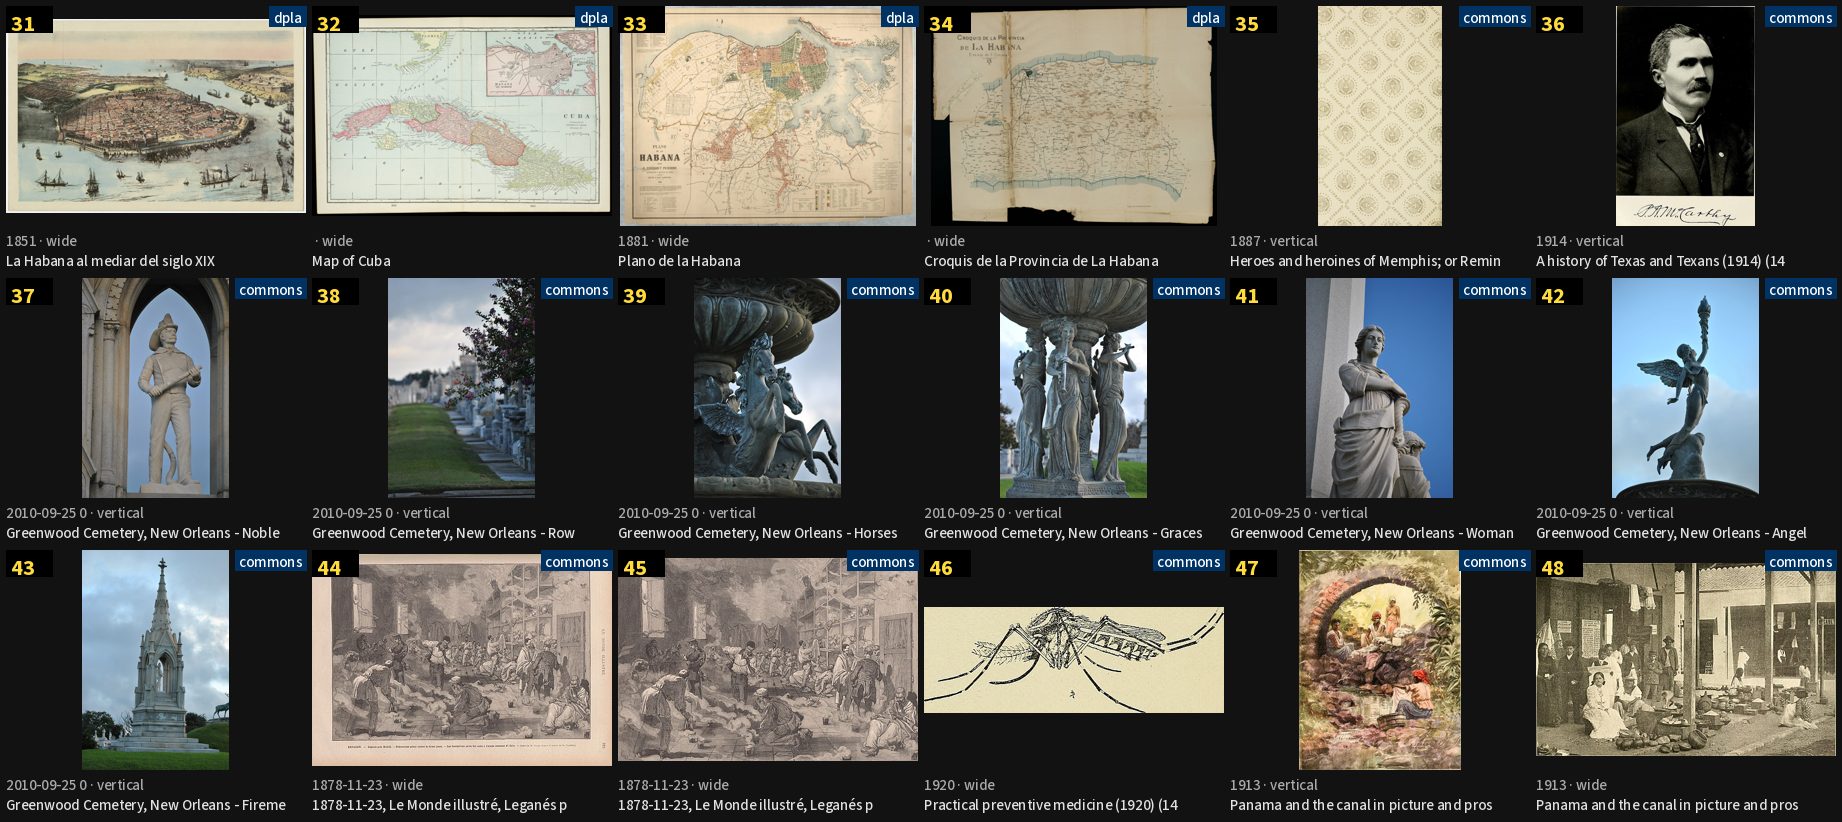 31
dpla
1851 · wide
La Habana al mediar del siglo XIX
32
dpla
· wide
Map of Cuba
CUBA
33
dpla
PLANO
HABANA
1881 · wide
Plano de la Habana
34
dpla
CROQUIS DE LA PROVINCIA
DE LA HABANA
· wide
Croquis de la Provincia de La Habana
35
commons
1887 · vertical
Heroes and heroines of Memphis; or Remin
36
commons
1914 · vertical
A history of Texas and Texans (1914) (14
37
commons
2010-09-25 0 · vertical
Greenwood Cemetery, New Orleans - Noble
38
commons
2010-09-25 0 · vertical
Greenwood Cemetery, New Orleans - Row
39
commons
2010-09-25 0 · vertical
Greenwood Cemetery, New Orleans - Horses
40
commons
2010-09-25 0 · vertical
Greenwood Cemetery, New Orleans - Graces
41
commons
2010-09-25 0 · vertical
Greenwood Cemetery, New Orleans - Woman
42
commons
2010-09-25 0 · vertical
Greenwood Cemetery, New Orleans - Angel
43
commons
2010-09-25 0 · vertical
Greenwood Cemetery, New Orleans - Fireme
44
commons
1878-11-23 · wide
1878-11-23, Le Monde illustré, Leganés p
45
commons
1878-11-23 · wide
1878-11-23, Le Monde illustré, Leganés p
46
commons
1920 · wide
Practical preventive medicine (1920) (14
47
commons
1913 · vertical
Panama and the canal in picture and pros
48
commons
1913 · wide
Panama and the canal in picture and pros